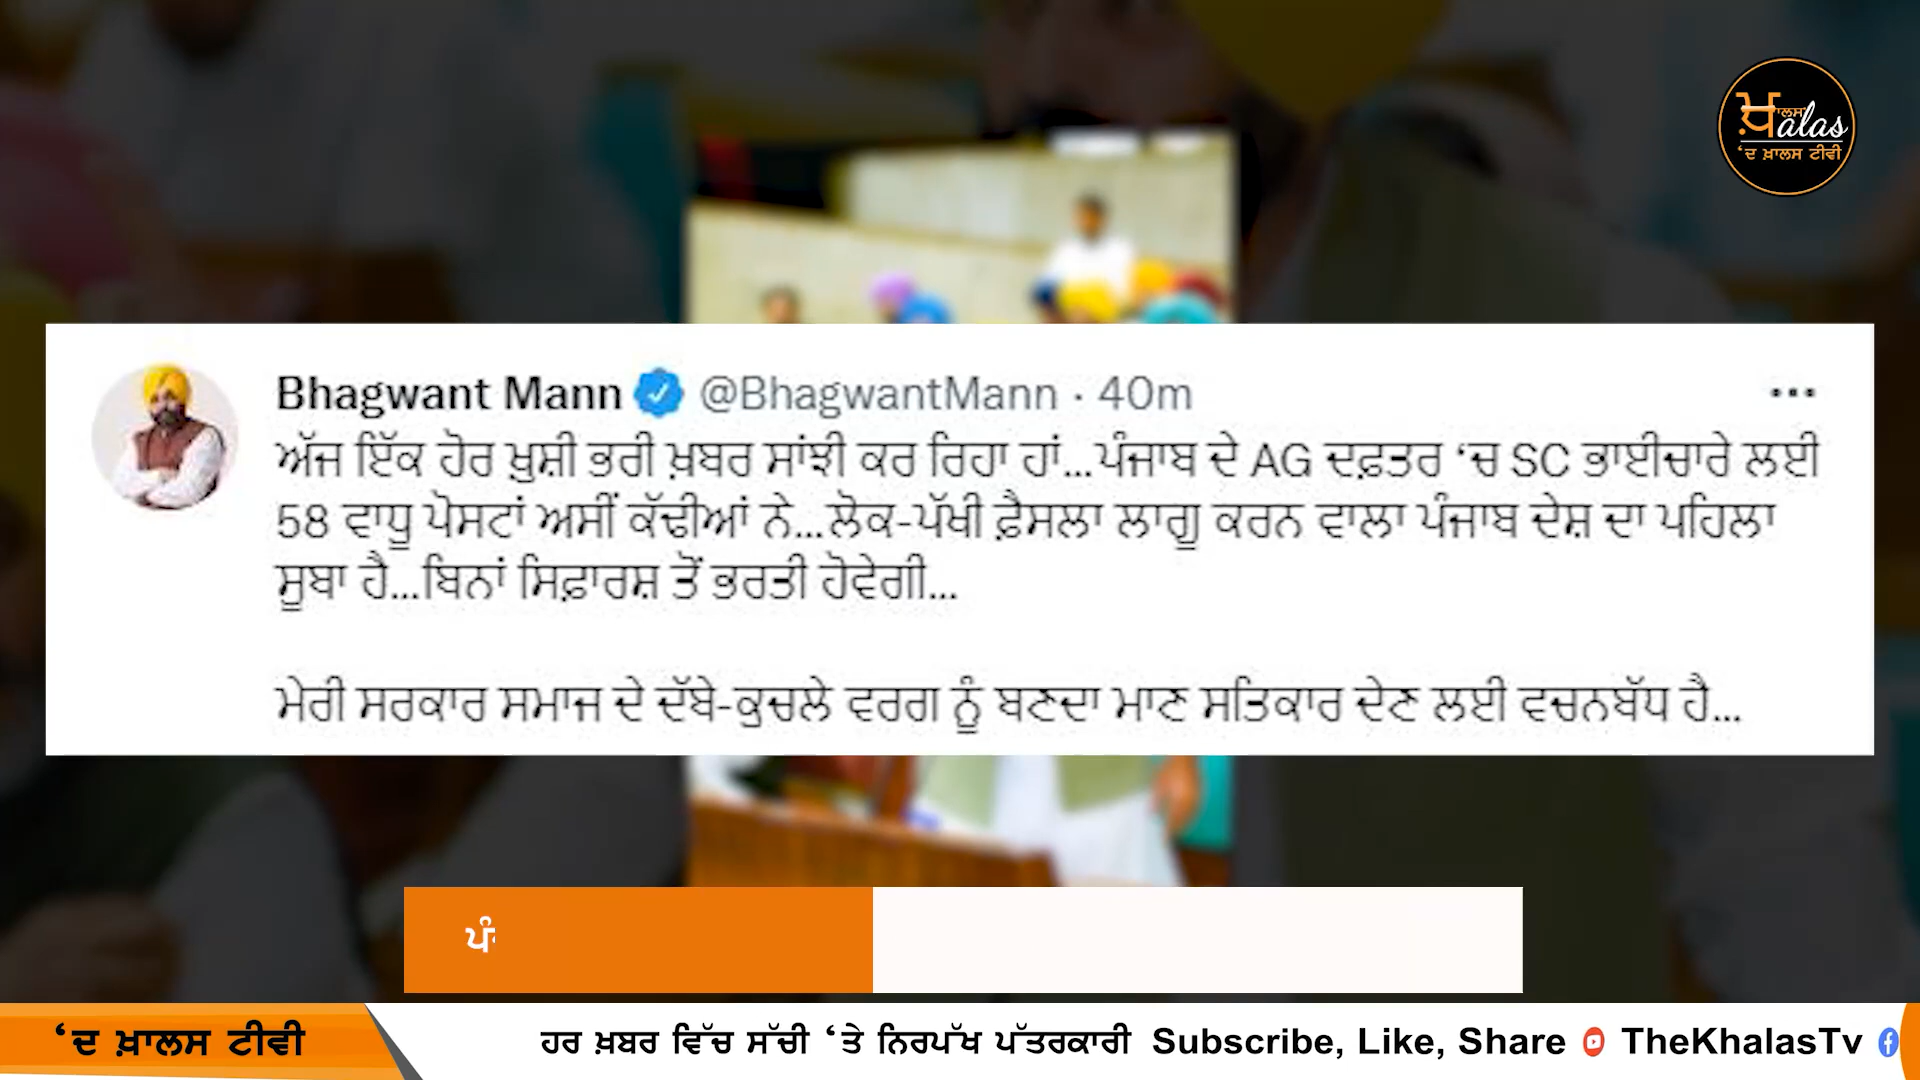 ਖ਼ਾਲਸ
alas
‘ਦ ਖ਼ਾਲਸ ਟੀਵੀ
Bhagwant Mann @BhagwantMann · 40m
ਅੱਜ ਇੱਕ ਹੋਰ ਖ਼ੁਸ਼ੀ ਭਰੀ ਖ਼ਬਰ ਸਾਂਝੀ ਕਰ ਰਿਹਾ ਹਾਂ...ਪੰਜਾਬ ਦੇ AG ਦਫ਼ਤਰ ‘ਚ SC ਭਾਈਚਾਰੇ ਲਈ
58 ਵਾਧੂ ਪੋਸਟਾਂ ਅਸੀਂ ਕੱਢੀਆਂ ਨੇ...ਲੋਕ-ਪੱਖੀ ਫ਼ੈਸਲਾ ਲਾਗੂ ਕਰਨ ਵਾਲਾ ਪੰਜਾਬ ਦੇਸ਼ ਦਾ ਪਹਿਲਾ
ਸੂਬਾ ਹੈ...ਬਿਨਾਂ ਸਿਫ਼ਾਰਸ਼ ਤੋਂ ਭਰਤੀ ਹੋਵੇਗੀ...
ਮੇਰੀ ਸਰਕਾਰ ਸਮਾਜ ਦੇ ਦੱਬੇ-ਕੁਚਲੇ ਵਰਗ ਨੂੰ ਬਣਦਾ ਮਾਣ ਸਤਿਕਾਰ ਦੇਣ ਲਈ ਵਚਨਬੱਧ ਹੈ...
‘ਦ ਖ਼ਾਲਸ ਟੀਵੀ
ਹਰ ਖ਼ਬਰ ਵਿੱਚ ਸੱਚੀ ‘ਤੇ ਨਿਰਪੱਖ ਪੱਤਰਕਾਰੀ Subscribe, Like, Share TheKhalasTv